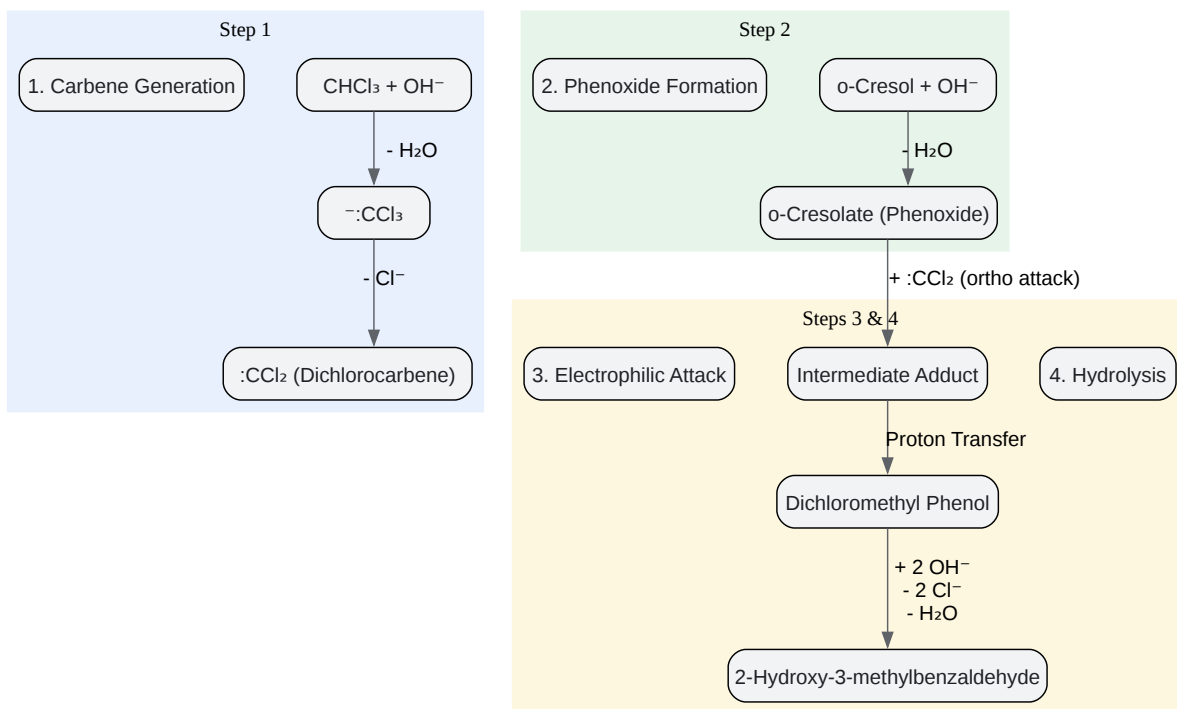 Step 1
1. Carbene Generation
CHCl₃ + OH⁻
- H₂O
⁻:CCl₃
- Cl⁻
:CCl₂ (Dichlorocarbene)
Step 2
2. Phenoxide Formation
o-Cresol + OH⁻
- H₂O
o-Cresolate (Phenoxide)
+ :CCl₂ (ortho attack)
Steps 3 & 4
3. Electrophilic Attack
Intermediate Adduct
4. Hydrolysis
Proton Transfer
Dichloromethyl Phenol
+ 2 OH⁻
- 2 Cl⁻
- H₂O
2-Hydroxy-3-methylbenzaldehyde